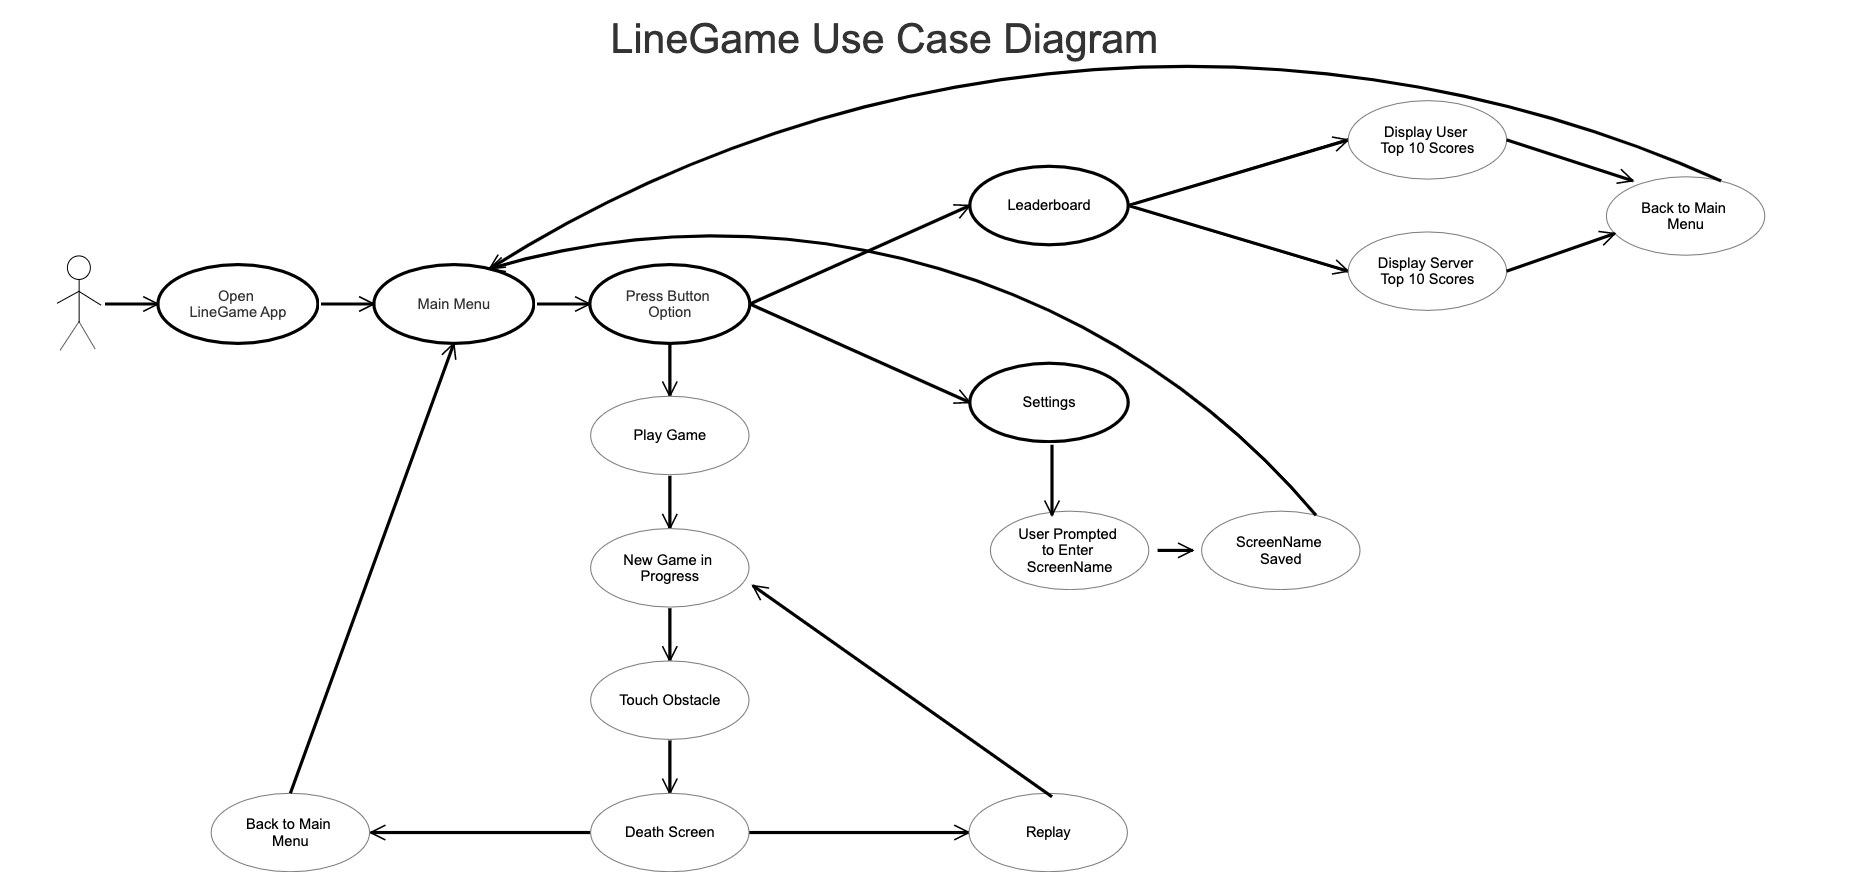 LineGame Use Case Diagram
Display User
Top 10 Scores
Leaderboard
Back to Main
Menu
Display Server
Top 10 Scores
Open
LineGame App
Main Menu
Press Button
Option
Settings
Play Game
User Prompted
to Enter
ScreenName
ScreenName
Saved
New Game in
Progress
Touch Obstacle
Back to Main
Menu
Death Screen
Replay